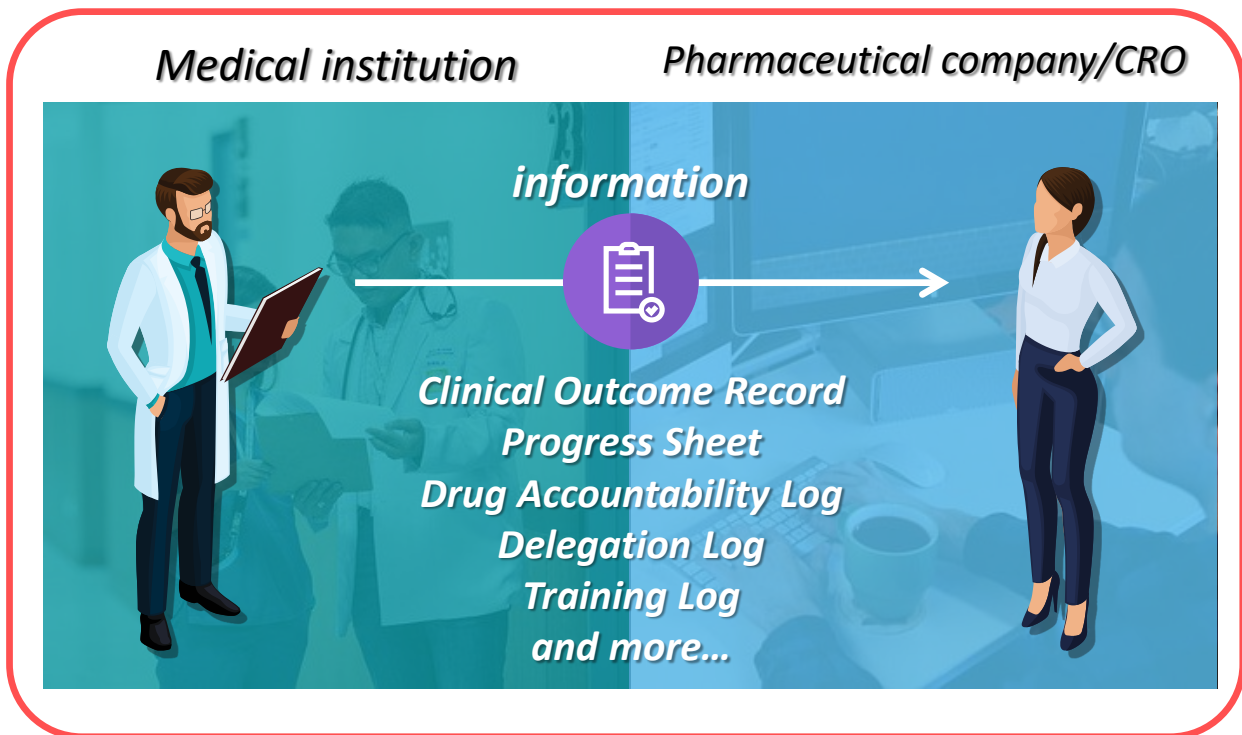 Medical institution
Pharmaceutical company/CRO
information
Clinical Outcome Record
Progress Sheet
Drug Accountability Log
Delegation Log
Training Log
and more...